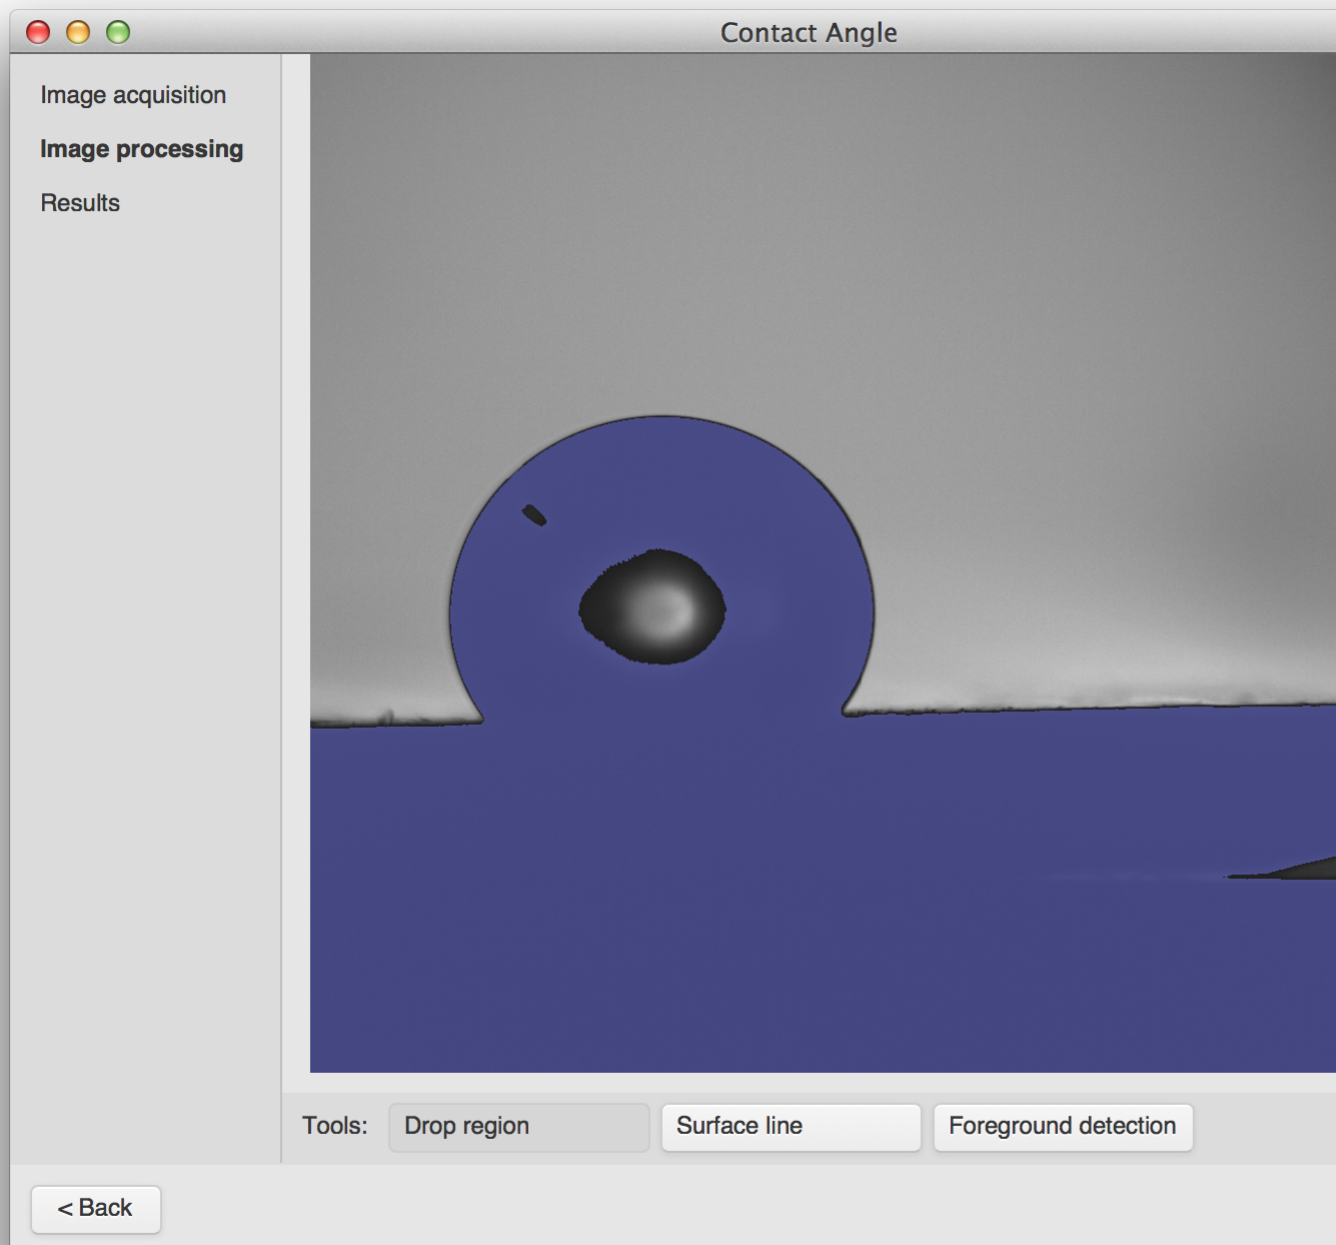 Contact Angle
Image acquisition
Image processing
Results
Tools: Drop region Surface line Foreground detection
< Back